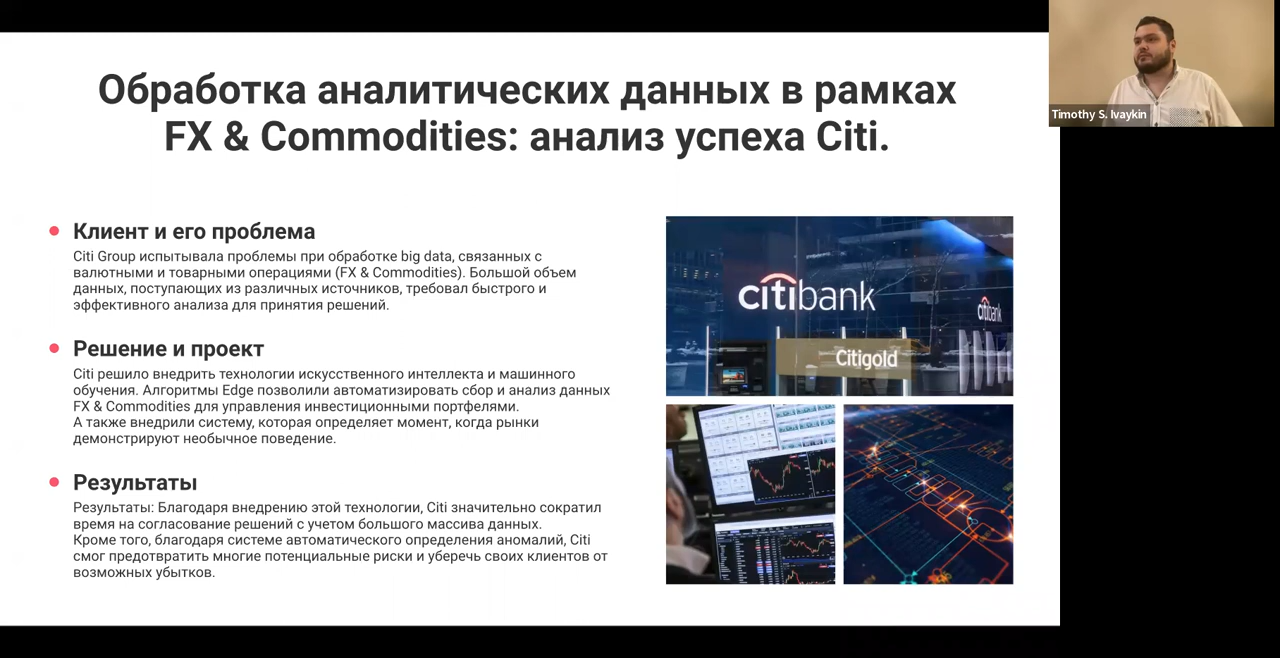 Обработка аналитических данных в рамках
FX & Commodities: анализ успеха Citi.
Timothy S. Ivaykin
Клиент и его проблема
Citi Group испытывала проблемы при обработке big data, связанных с
валютными и товарными операциями (FX & Commodities). Большой объем
данных, поступающих из различных источников, требовал быстрого и
эффективного анализа для принятия решений.
Решение и проект
Citi решило внедрить технологии искусственного интеллекта и машинного
обучения. Алгоритмы Edge позволили автоматизировать сбор и анализ данных
FX & Commodities для управления инвестиционными портфелями.
А также внедрили систему, которая определяет момент, когда рынки
демонстрируют необычное поведение.
Результаты
Результаты: Благодаря внедрению этой технологии, Citi значительно сократил
время на согласование решений с учетом большого массива данных.
Кроме того, благодаря системе автоматического определения аномалий, Citi
смог предотвратить многие потенциальные риски и уберечь своих клиентов от
возможных убытков.
citibank
citibank
Citigold